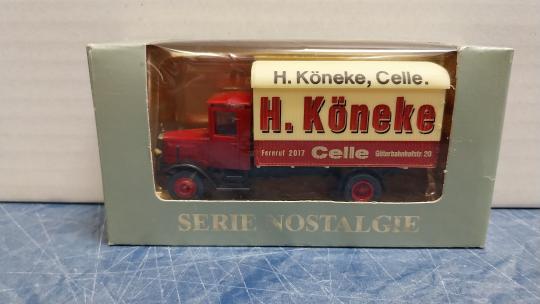 H. Köneke, Celle.
H. Köneke
Fernruf 2017 Celle Güterbahnhofstr. 20
SERIE NOSTALGIE